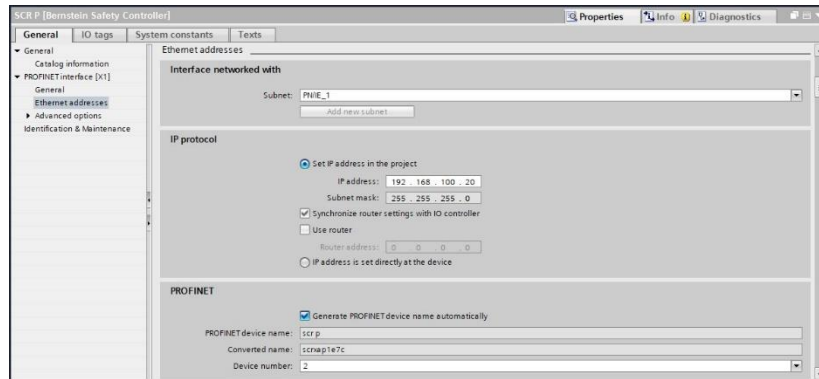 SCR P [Bernstein Safety Controller]
Properties Info Diagnostics
General IO tags System constants Texts
General
Catalog information
PROFINET interface [X1]
General
Ethernet addresses
Advanced options
Identification & Maintenance
Ethernet addresses
Interface networked with
Subnet: PN/IE_1
Add new subnet
IP protocol
Set IP address in the project
IP address: 192 . 168 . 100 . 20
Subnet mask: 255 . 255 . 255 . 0
Synchronize router settings with IO controller
Use router
Router address: 0 . 0 . 0 . 0
IP address is set directly at the device
PROFINET
Generate PROFINET device name automatically
PROFINET device name: scr p
Converted name: scrxap1e7c
Device number: 2